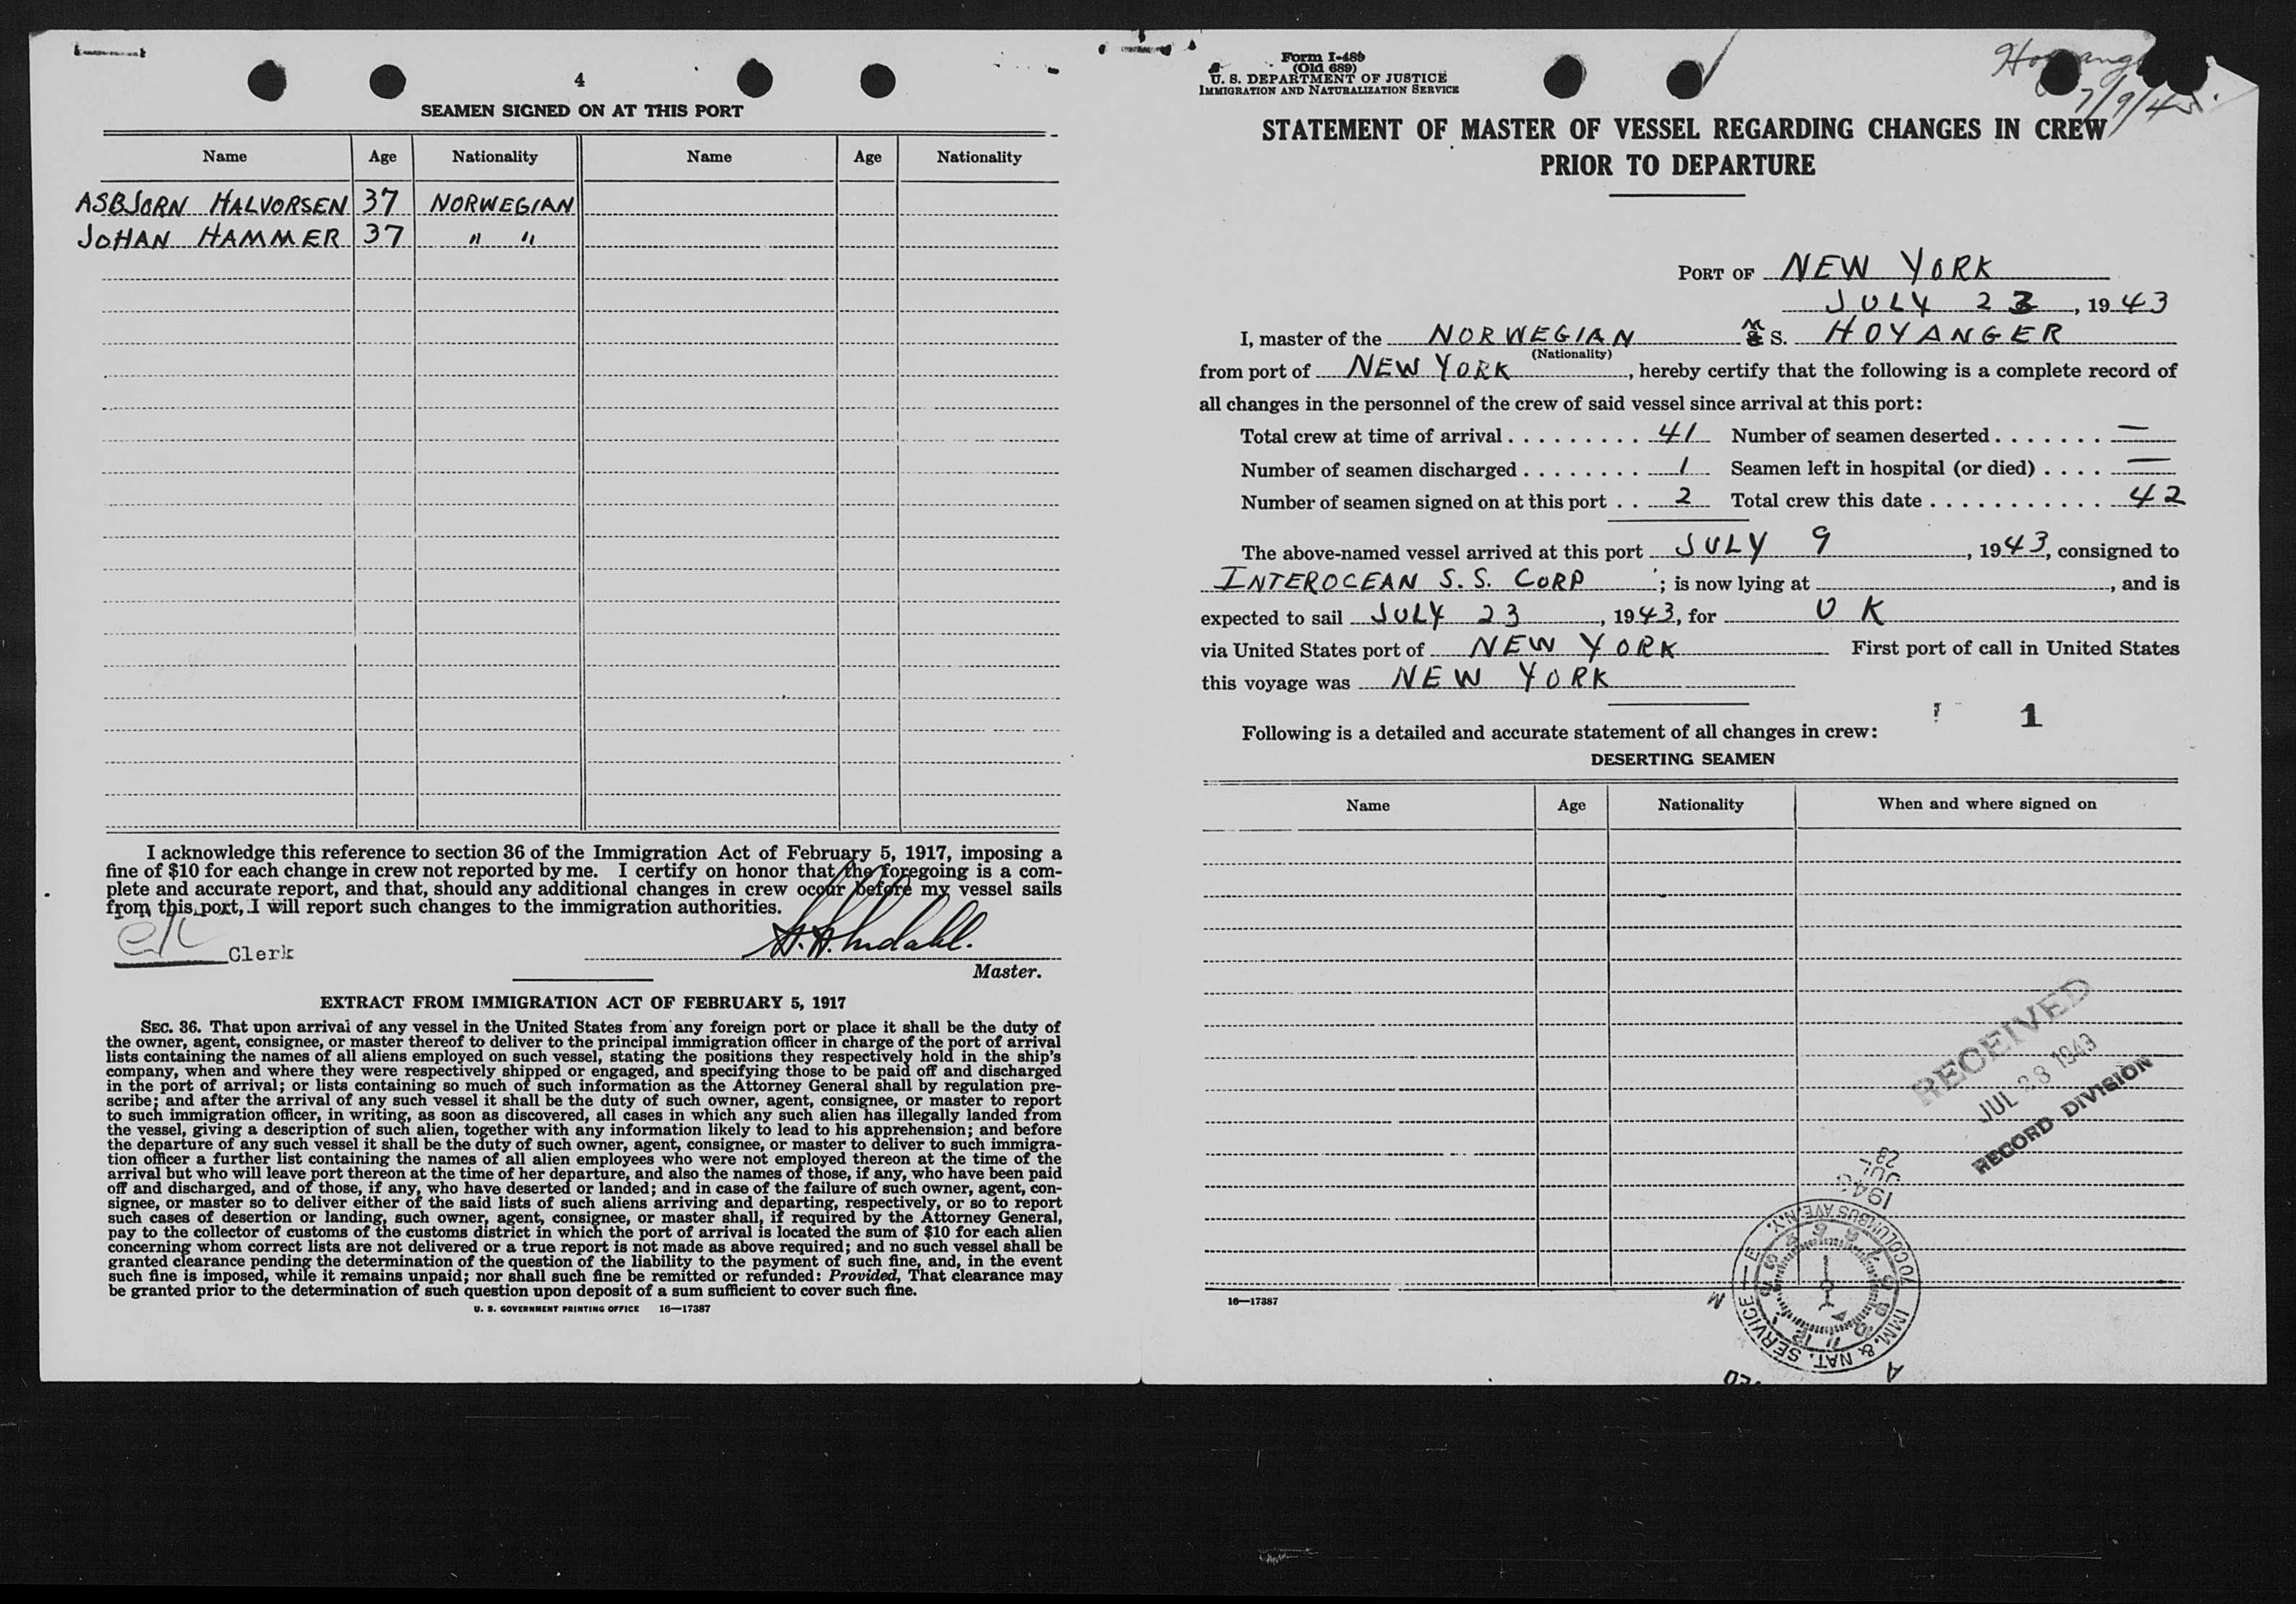 4
SEAMEN SIGNED ON AT THIS PORT
Name Age Nationality Name Age Nationality
ASBJORN HALVORSEN 37 NORWEGIAN
JOHAN HAMMER 37 " "
I acknowledge this reference to section 36 of the Immigration Act of February 5, 1917, imposing a
fine of $10 for each change in crew not reported by me. I certify on honor that the foregoing is a com-
plete and accurate report, and that, should any additional changes in crew occur before my vessel sails
from this port, I will report such changes to the immigration authorities.
Clerk
Master.
EXTRACT FROM IMMIGRATION ACT OF FEBRUARY 5, 1917
SEC. 36. That upon arrival of any vessel in the United States from any foreign port or place it shall be the duty of
the owner, agent, consignee, or master thereof to deliver to the principal immigration officer in charge of the port of arrival
lists containing the names of all aliens employed on such vessel, stating the positions they respectively hold in the ship's
company, when and where they were respectively shipped or engaged, and specifying those to be paid off and discharged
in the port of arrival; or lists containing so much of such information as the Attorney General shall by regulation pre-
scribe; and after the arrival of any such vessel it shall be the duty of such owner, agent, consignee, or master to report
to such immigration officer, in writing, as soon as discovered, all cases in which any such alien has illegally landed from
the vessel, giving a description of such alien, together with any information likely to lead to his apprehension; and before
the departure of any such vessel it shall be the duty of such owner, agent, consignee, or master to deliver to such immigra-
tion officer a further list containing the names of all alien employees who were not employed thereon at the time of the
arrival but who will leave port thereon at the time of her departure, and also the names of those, if any, who have been paid
off and discharged, and of those, if any, who have deserted or landed; and in case of the failure of such owner, agent, con-
signee, or master so to deliver either of the said lists of such aliens arriving and departing, respectively, or so to report
such cases of desertion or landing, such owner, agent, consignee, or master shall, if required by the Attorney General,
pay to the collector of customs of the customs district in which the port of arrival is located the sum of $10 for each alien
concerning whom correct lists are not delivered or a true report is not made as above required; and no such vessel shall be
granted clearance pending the determination of the question of the liability to the payment of such fine, and, in the event
such fine is imposed, while it remains unpaid; nor shall such fine be remitted or refunded: Provided, That clearance may
be granted prior to the determination of such question upon deposit of a sum sufficient to cover such fine.
U. S. GOVERNMENT PRINTING OFFICE 16—17387
Form I-489
(Old 689)
U. S. DEPARTMENT OF JUSTICE
IMMIGRATION AND NATURALIZATION SERVICE
7/9/43.
STATEMENT OF MASTER OF VESSEL REGARDING CHANGES IN CREW
PRIOR TO DEPARTURE
PORT OF NEW YORK
JULY 23, 1943
I, master of the NORWEGIAN M S. HOYANGER
(Nationality)
from port of NEW YORK, hereby certify that the following is a complete record of
all changes in the personnel of the crew of said vessel since arrival at this port:
Total crew at time of arrival . . . . . . . . . 41 Number of seamen deserted . . . . . . . —
Number of seamen discharged . . . . . . . . 1 Seamen left in hospital (or died) . . . . —
Number of seamen signed on at this port . . 2 Total crew this date . . . . . . . . . . . 42
The above-named vessel arrived at this port JULY 9, 1943, consigned to
INTEROCEAN S. S. CORP; is now lying at , and is
expected to sail JULY 23, 1943, for U K
via United States port of NEW YORK First port of call in United States
this voyage was NEW YORK
1
Following is a detailed and accurate statement of all changes in crew:
DESERTING SEAMEN
Name Age Nationality When and where signed on
RECEIVED
JUL 28 1943
RECORD DIVISION
16—17387
JUL
COLUMBUS AVE. N.Y.
IMM. & NAT. SERVICE
M
A